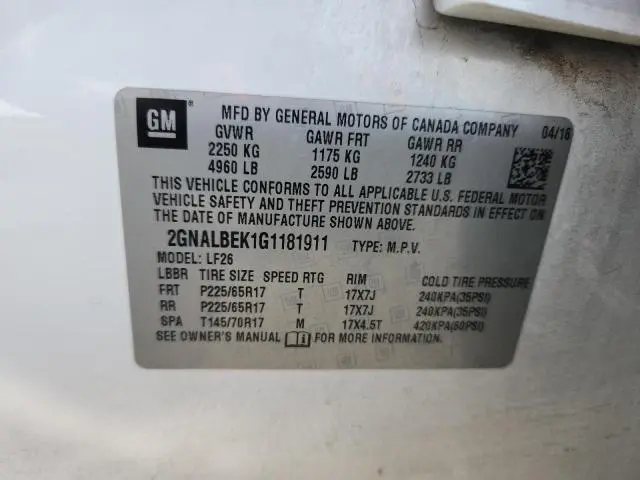 GM ® MFD BY GENERAL MOTORS OF CANADA COMPANY 04/16
GVWR GAWR FRT GAWR RR
2250 KG 1175 KG 1240 KG
4960 LB 2590 LB 2733 LB
THIS VEHICLE CONFORMS TO ALL APPLICABLE U.S. FEDERAL MOTOR
VEHICLE SAFETY AND THEFT PREVENTION STANDARDS IN EFFECT ON
THE DATE OF MANUFACTURE SHOWN ABOVE.
2GNALBEK1G1181911 TYPE: M.P.V.
MODEL: LF26
LBBR TIRE SIZE SPEED RTG RIM COLD TIRE PRESSURE
FRT P225/65R17 T 17X7J 240KPA(35PSI)
RR P225/65R17 T 17X7J 240KPA(35PSI)
SPA T145/70R17 M 17X4.5T 420KPA(60PSI)
SEE OWNER'S MANUAL FOR MORE INFORMATION.